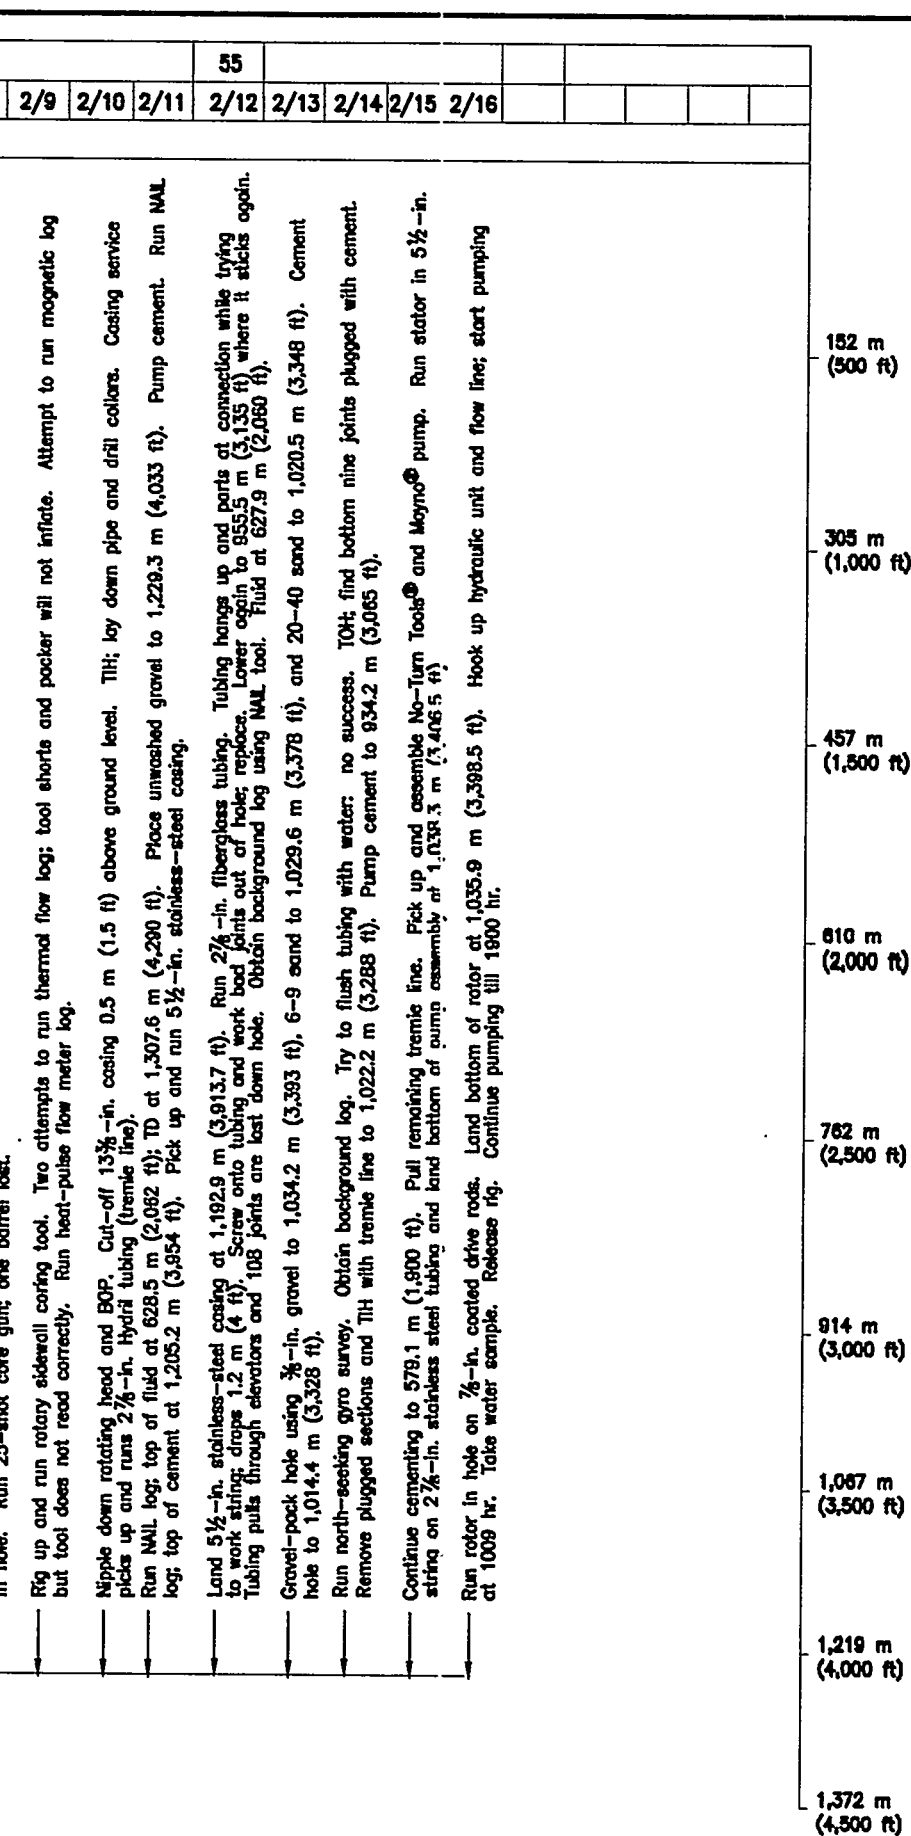 55
2/9 2/10 2/11 2/12 2/13 2/14 2/15 2/16
in hole. Run 25-shot core gun; one barrel lost.
Rig up and run rotary sidewall coring tool. Two attempts to run thermal flow log; tool shorts and packer will not inflate. Attempt to run magnetic log
but tool does not read correctly. Run heat-pulse flow meter log.
Nipple down rotating head and BOP. Cut-off 13⅜-in. casing 0.5 m (1.5 ft) above ground level. TIH; lay down pipe and drill collars. Casing service
picks up and runs 2⅞-in. Hydril tubing (tremie line).
Run NAIL log; top of fluid at 628.5 m (2,062 ft); TD at 1,307.6 m (4,290 ft). Place unwashed gravel to 1,229.3 m (4,033 ft). Pump cement. Run NAIL
log; top of cement at 1,205.2 m (3,954 ft). Pick up and run 5½-in. stainless-steel casing.
Land 5½-in. stainless-steel casing at 1,192.9 m (3,913.7 ft). Run 2⅞-in. fiberglass tubing. Tubing hangs up and parts at connection while trying
to work string; drops 1.2 m (4 ft). Screw onto tubing and work bad joints out of hole; replace. Lower again to 955.5 m (3,135 ft) where it sticks again.
Tubing pulls through elevators and 108 joints are lost down hole. Obtain background log using NAIL tool. Fluid at 627.9 m (2,060 ft).
Gravel-pack hole using ⅜-in. gravel to 1,034.2 m (3,393 ft), 6-9 sand to 1,029.6 m (3,378 ft), and 20-40 sand to 1,020.5 m (3,348 ft). Cement
hole to 1,014.4 m (3,328 ft).
Run north-seeking gyro survey. Obtain background log. Try to flush tubing with water: no success. TOH; find bottom nine joints plugged with cement.
Remove plugged sections and TIH with tremie line to 1,022.2 m (3,288 ft). Pump cement to 934.2 m (3,065 ft).
Continue cementing to 579.1 m (1,900 ft). Pull remaining tremie line. Pick up and assemble No-Turn Tools® and Moyno® pump. Run stator in 5½-in.
string on 2⅞-in. stainless steel tubing and land bottom of pump assembly at 1,038.3 m (3,406.5 ft)
Run rotor in hole on ⅞-in. coated drive rods. Land bottom of rotor at 1,035.9 m (3,398.5 ft). Hook up hydraulic unit and flow line; start pumping
at 1009 hr. Take water sample. Release rig. Continue pumping till 1900 hr.
152 m
(500 ft)
305 m
(1,000 ft)
457 m
(1,500 ft)
610 m
(2,000 ft)
762 m
(2,500 ft)
914 m
(3,000 ft)
1,067 m
(3,500 ft)
1,219 m
(4,000 ft)
1,372 m
(4,500 ft)